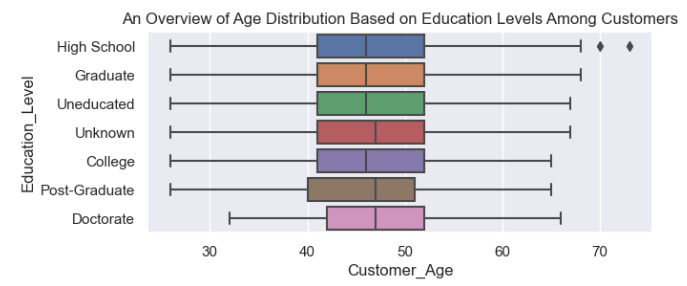 An Overview of Age Distribution Based on Education Levels Among Customers
High School
Graduate
Uneducated
Unknown
College
Post-Graduate
Doctorate
Education_Level
30 40 50 60 70
Customer_Age